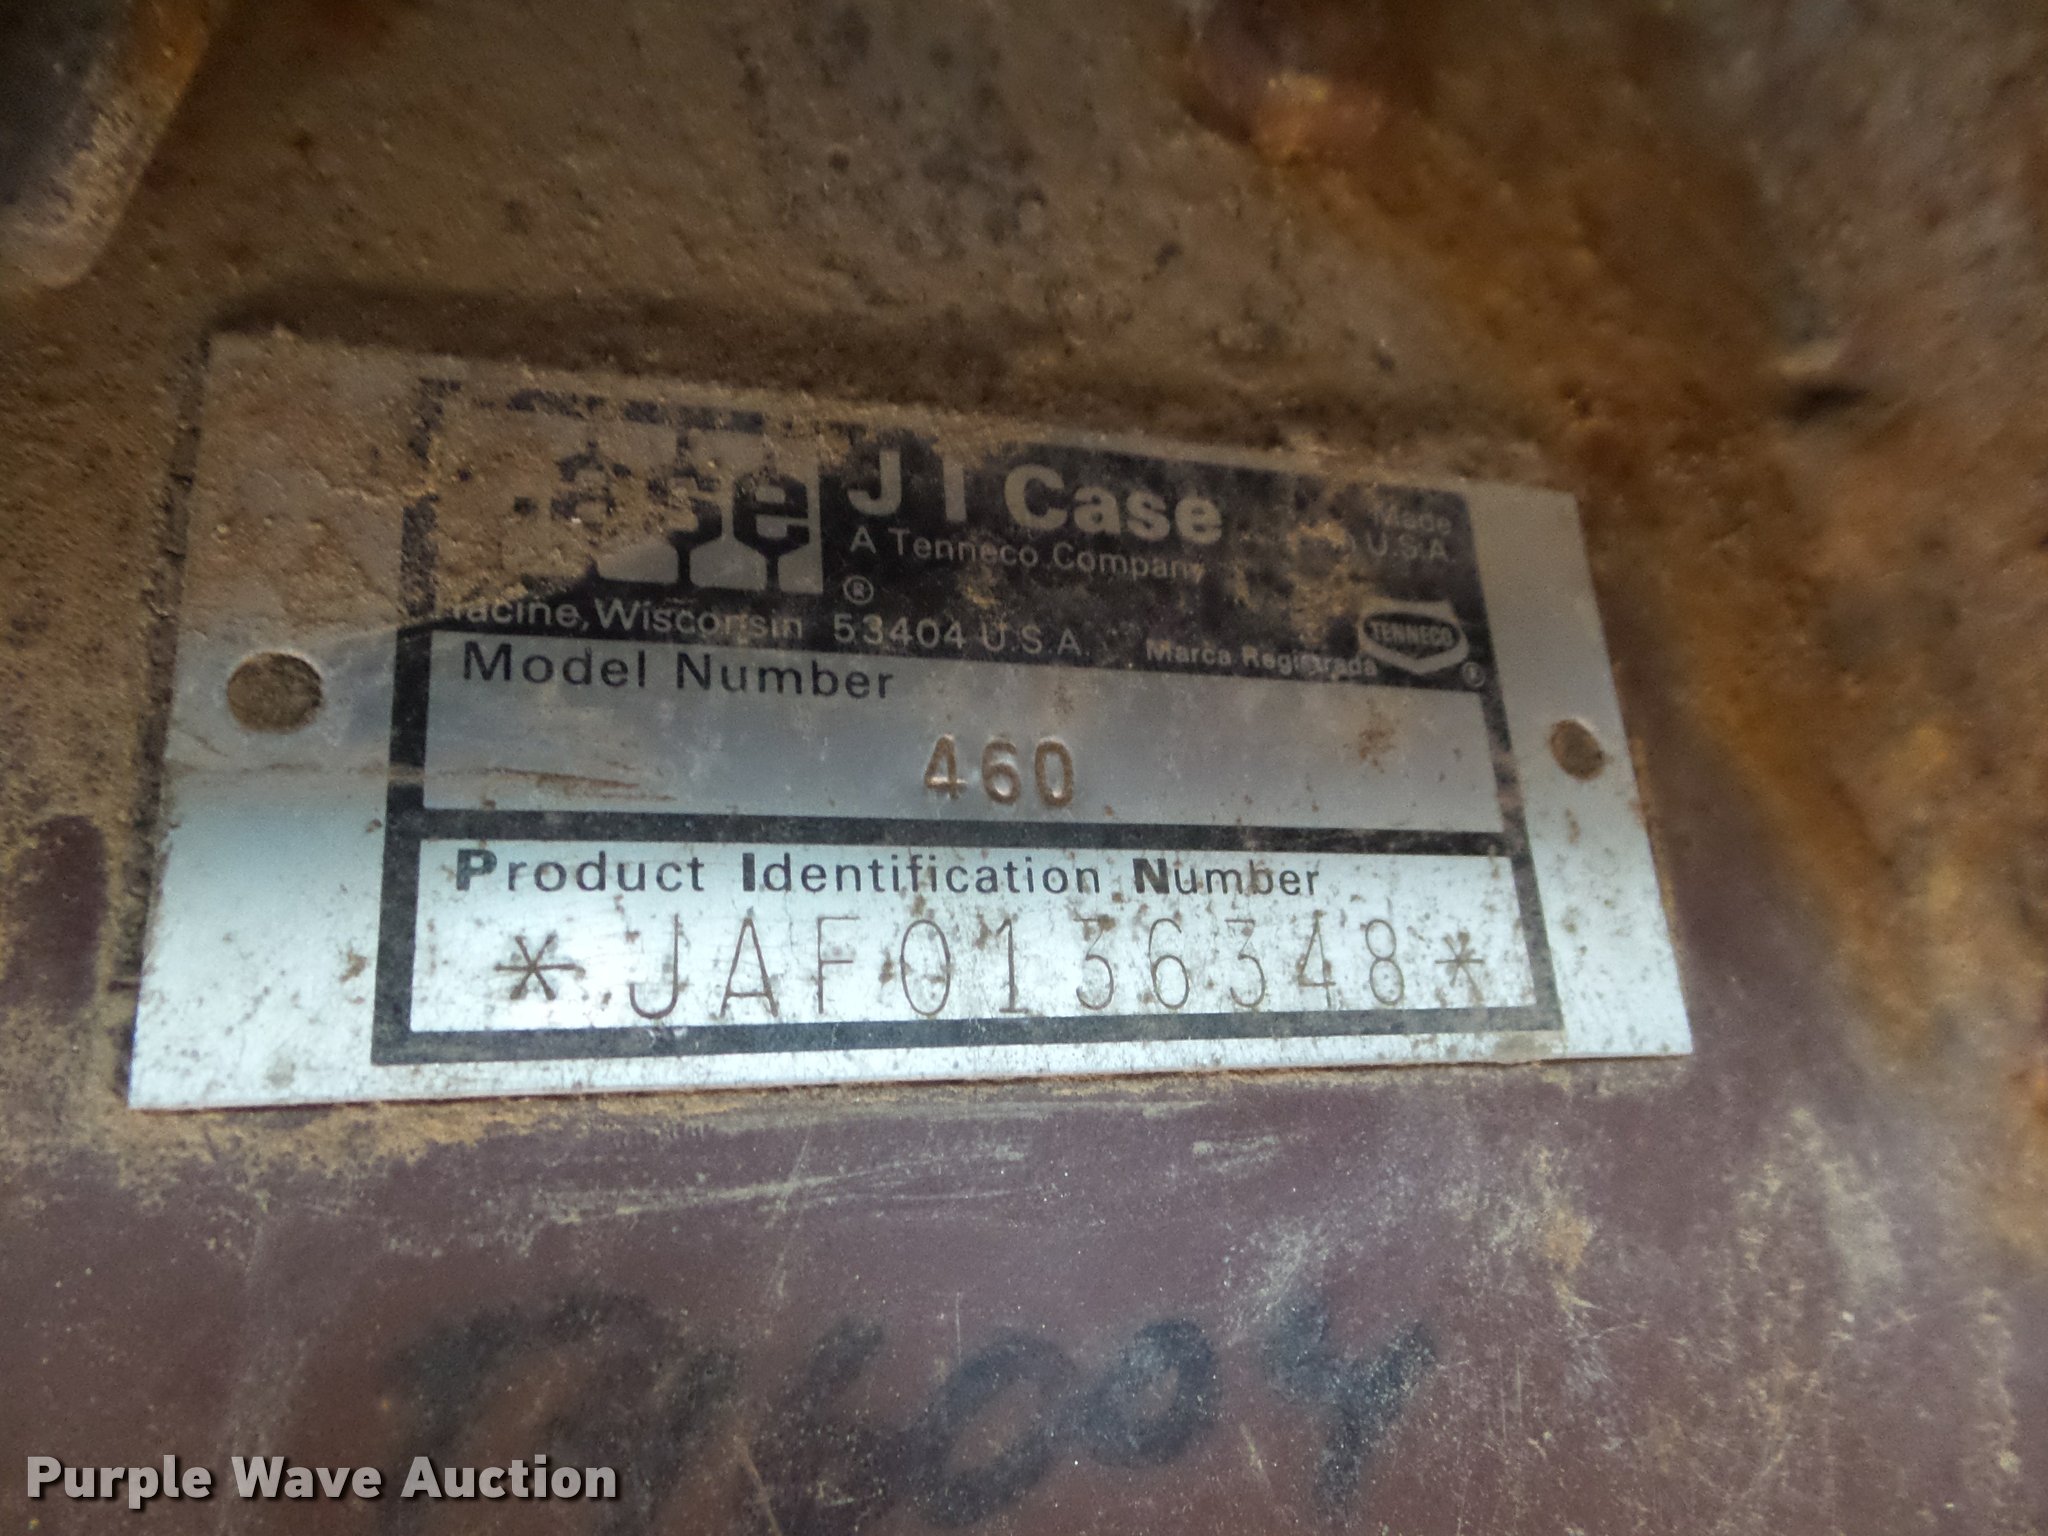 case J I Case
Made
U.S.A.
A Tenneco Company
®
Racine, Wisconsin 53404 U.S.A. Marca Registrada TENNECO ®
Model Number
460
Product Identification Number
*JAF0136348*
Purple Wave Auction